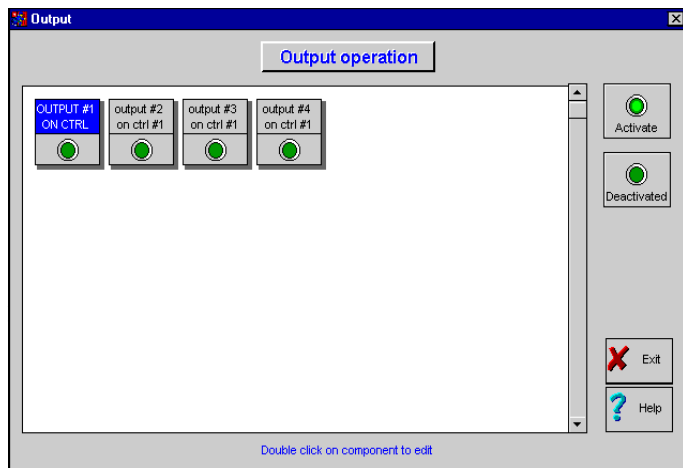 Output
Output operation
OUTPUT #1
ON CTRL
output #2
on ctrl #1
output #3
on ctrl #1
output #4
on ctrl #1
Activate
Deactivated
Exit
Help
Double click on component to edit